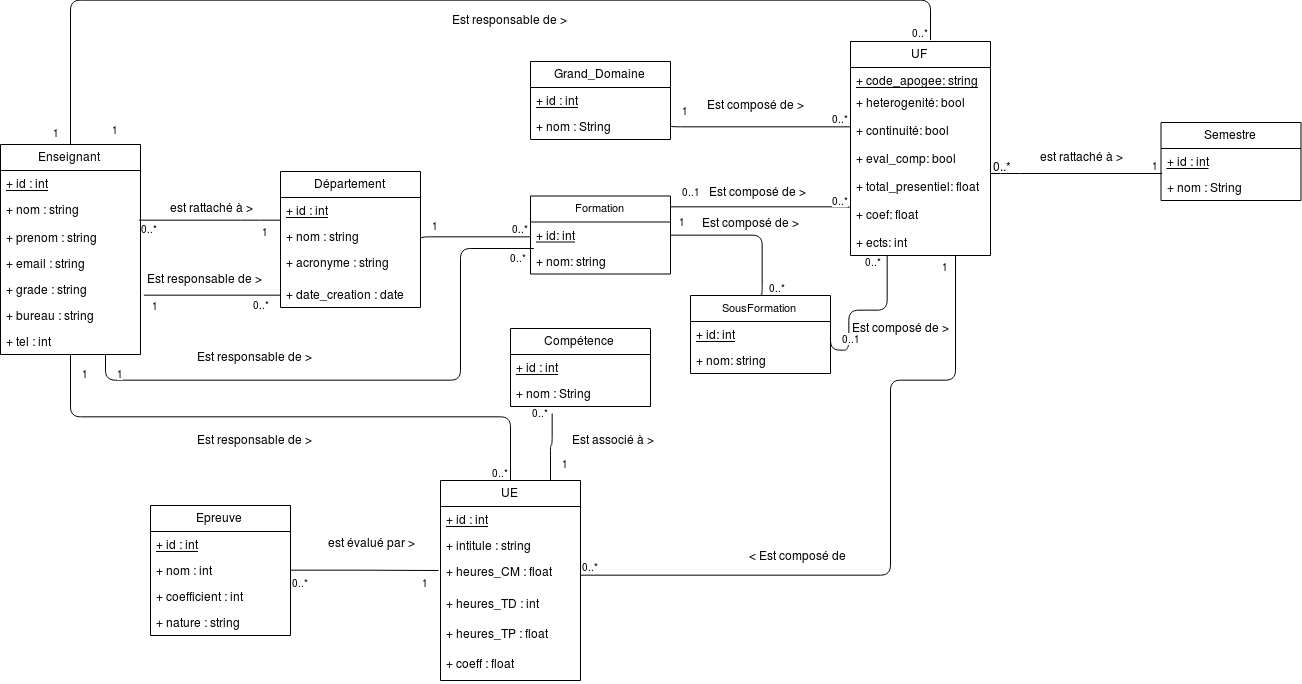 Est responsable de >
0..*
UF
+ code_apogee: string
+ heterogenité: bool
+ continuité: bool
+ eval_comp: bool
+ total_presentiel: float
+ coef: float
+ ects: int
Grand_Domaine
+ id : int
+ nom : String
1
Est composé de >
0..*
Semestre
+ id : int
+ nom : String
0..*
est rattaché à >
1
1
1
Enseignant
+ id : int
+ nom : string
+ prenom : string
+ email : string
+ grade : string
+ bureau : string
+ tel : int
est rattaché à >
0..*
1
Est responsable de >
1
0..*
Département
+ id : int
+ nom : string
+ acronyme : string
+ date_creation : date
1
0..*
0..*
Formation
+ id: int
+ nom: string
0..1
Est composé de >
0..*
1
Est composé de >
0..*
SousFormation
+ id: int
+ nom: string
0..*
1
Est composé de >
0..1
Compétence
+ id : int
+ nom : String
0..*
Est associé à >
1
Est responsable de >
1
1
Est responsable de >
0..*
UE
+ id : int
+ intitule : string
+ heures_CM : float
+ heures_TD : int
+ heures_TP : float
+ coeff : float
Epreuve
+ id : int
+ nom : int
+ coefficient : int
+ nature : string
est évalué par >
0..*
1
< Est composé de
0..*